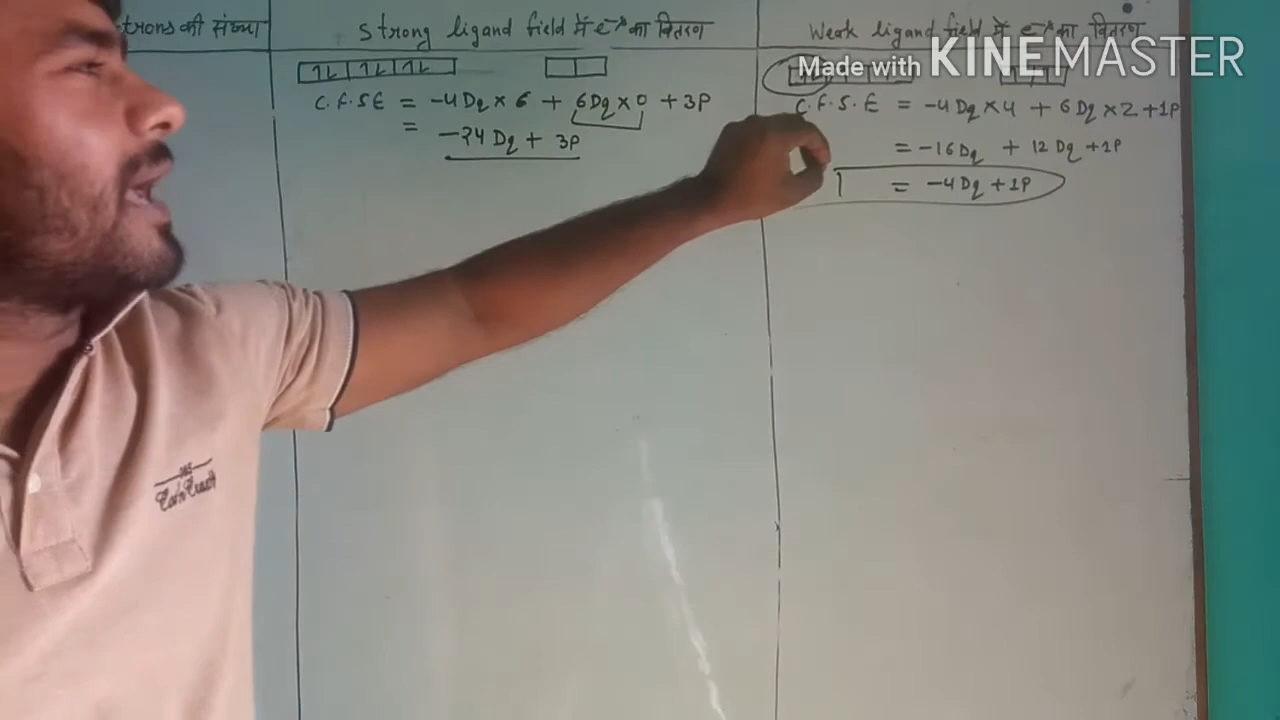 trons की संख्या
Strong ligand field में e⁻ˢ का वितरण
C.F.S.E = -4Dq × 6 + 6Dq × 0 + 3P
= -24Dq + 3P
Weak ligand field में e⁻ˢ का वितरण
C.F.S.E = -4Dq × 4 + 6Dq × 2 + 1P
= -16Dq + 12Dq + 1P
= -4Dq + 1P
Made with KINEMASTER